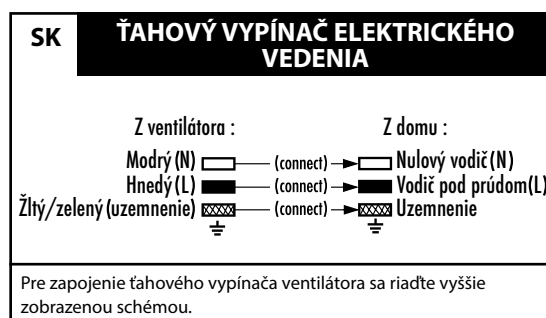 SK
ŤAHOVÝ VYPÍNAČ ELEKTRICKÉHO
VEDENIA
Z ventilátora :
Z domu :
Modrý (N) (connect) Nulový vodič (N)
Hnedý (L) (connect) Vodič pod prúdom(L)
Žltý/zelený (uzemnenie) (connect) Uzemnenie
Pre zapojenie ťahového vypínača ventilátora sa riaďte vyššie
zobrazenou schémou.